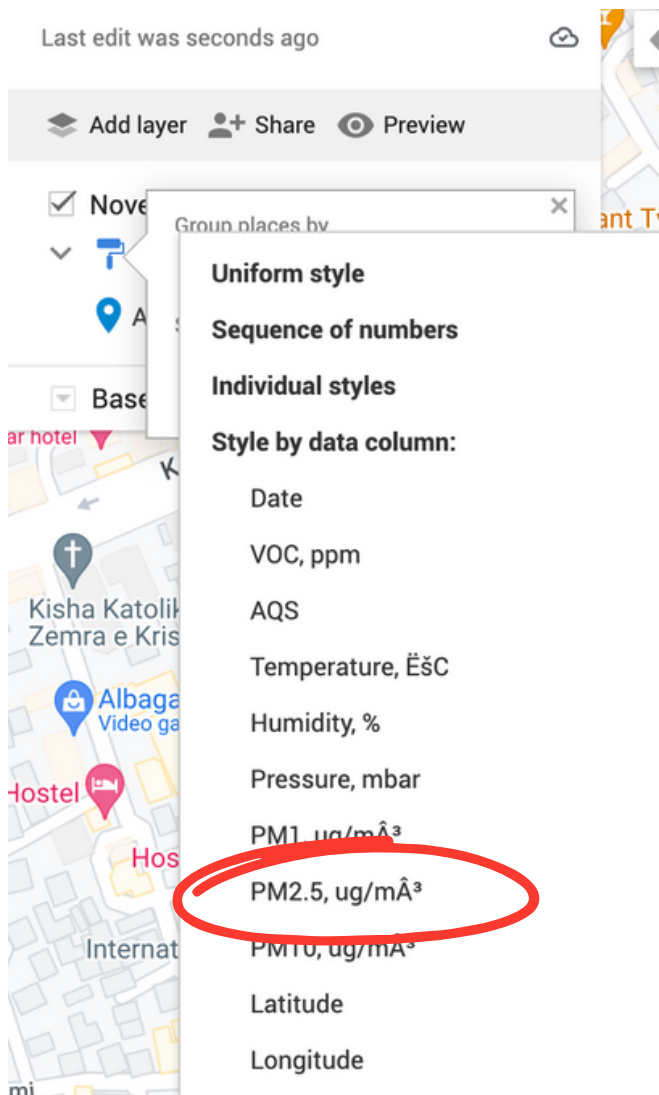 Last edit was seconds ago
Add layer Share Preview
Nove
Group places by
ant Tv
Uniform style
A
Sequence of numbers
Individual styles
Base
ar hotel
Style by data column:
K
Date
VOC, ppm
Kisha Katolik
Zemra e Kris
AQS
Temperature, ËšC
Albaga
Video ga
Humidity, %
Hostel
Pressure, mbar
PM1, ug/mÂ³
Hos
PM2.5, ug/mÂ³
Internat
PM10, ug/mÂ³
Latitude
Longitude
mi